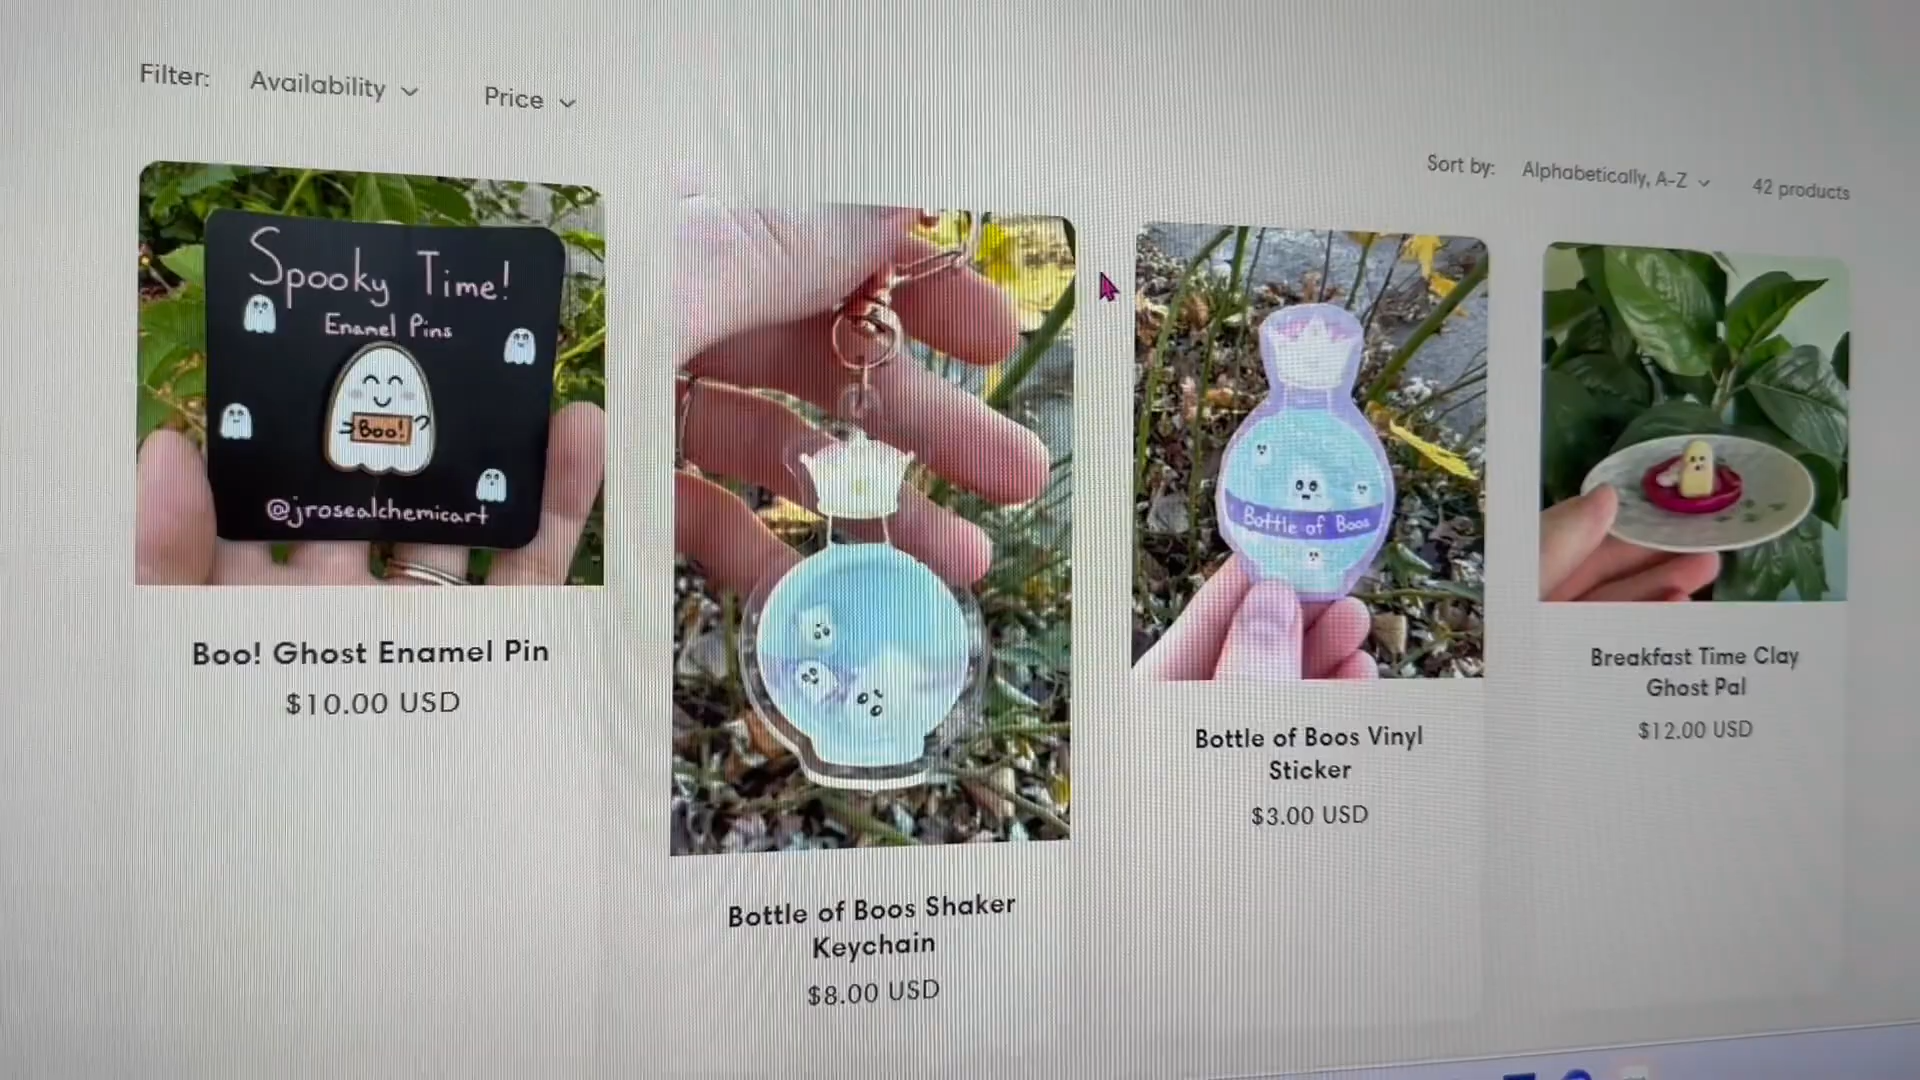 Filter: Availability Price
Sort by: Alphabetically, A-Z 42 products
Spooky Time!
Enamel Pins
Boo!
@jrosealchemicart
Boo! Ghost Enamel Pin
$10.00 USD
Bottle of Boos Shaker
Keychain
$8.00 USD
Bottle of Boos
Bottle of Boos Vinyl
Sticker
$3.00 USD
Breakfast Time Clay
Ghost Pal
$12.00 USD